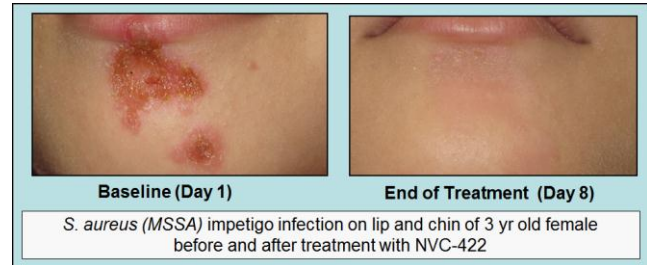 Baseline (Day 1)
End of Treatment (Day 8)
S. aureus (MSSA) impetigo infection on lip and chin of 3 yr old female
before and after treatment with NVC-422